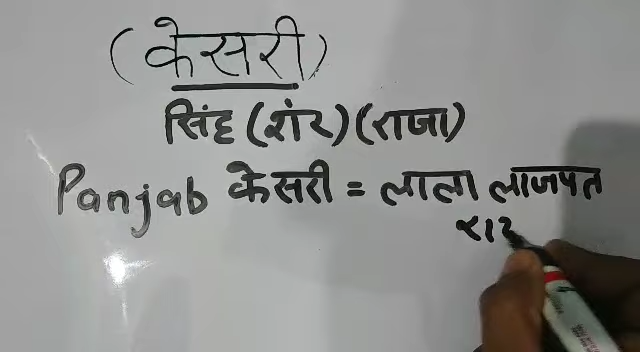 (केसरी)
सिंह (शेर) (राजा)
Panjab केसरी = लाला लाजपत